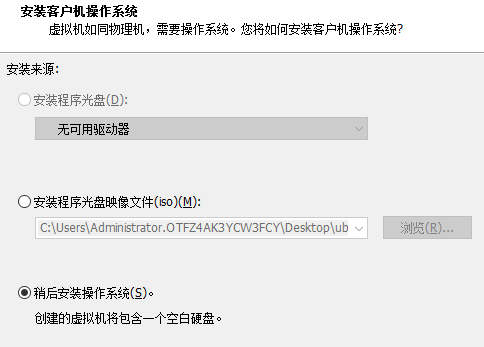 安装客户机操作系统
虚拟机如同物理机，需要操作系统。您将如何安装客户机操作系统?
安装来源:
安装程序光盘(D):
无可用驱动器
安装程序光盘映像文件(iso)(M):
C:\Users\Administrator.OTFZ4AK3YCW3FCY\Desktop\ub
浏览(R)...
稍后安装操作系统(S)。
创建的虚拟机将包含一个空白硬盘。